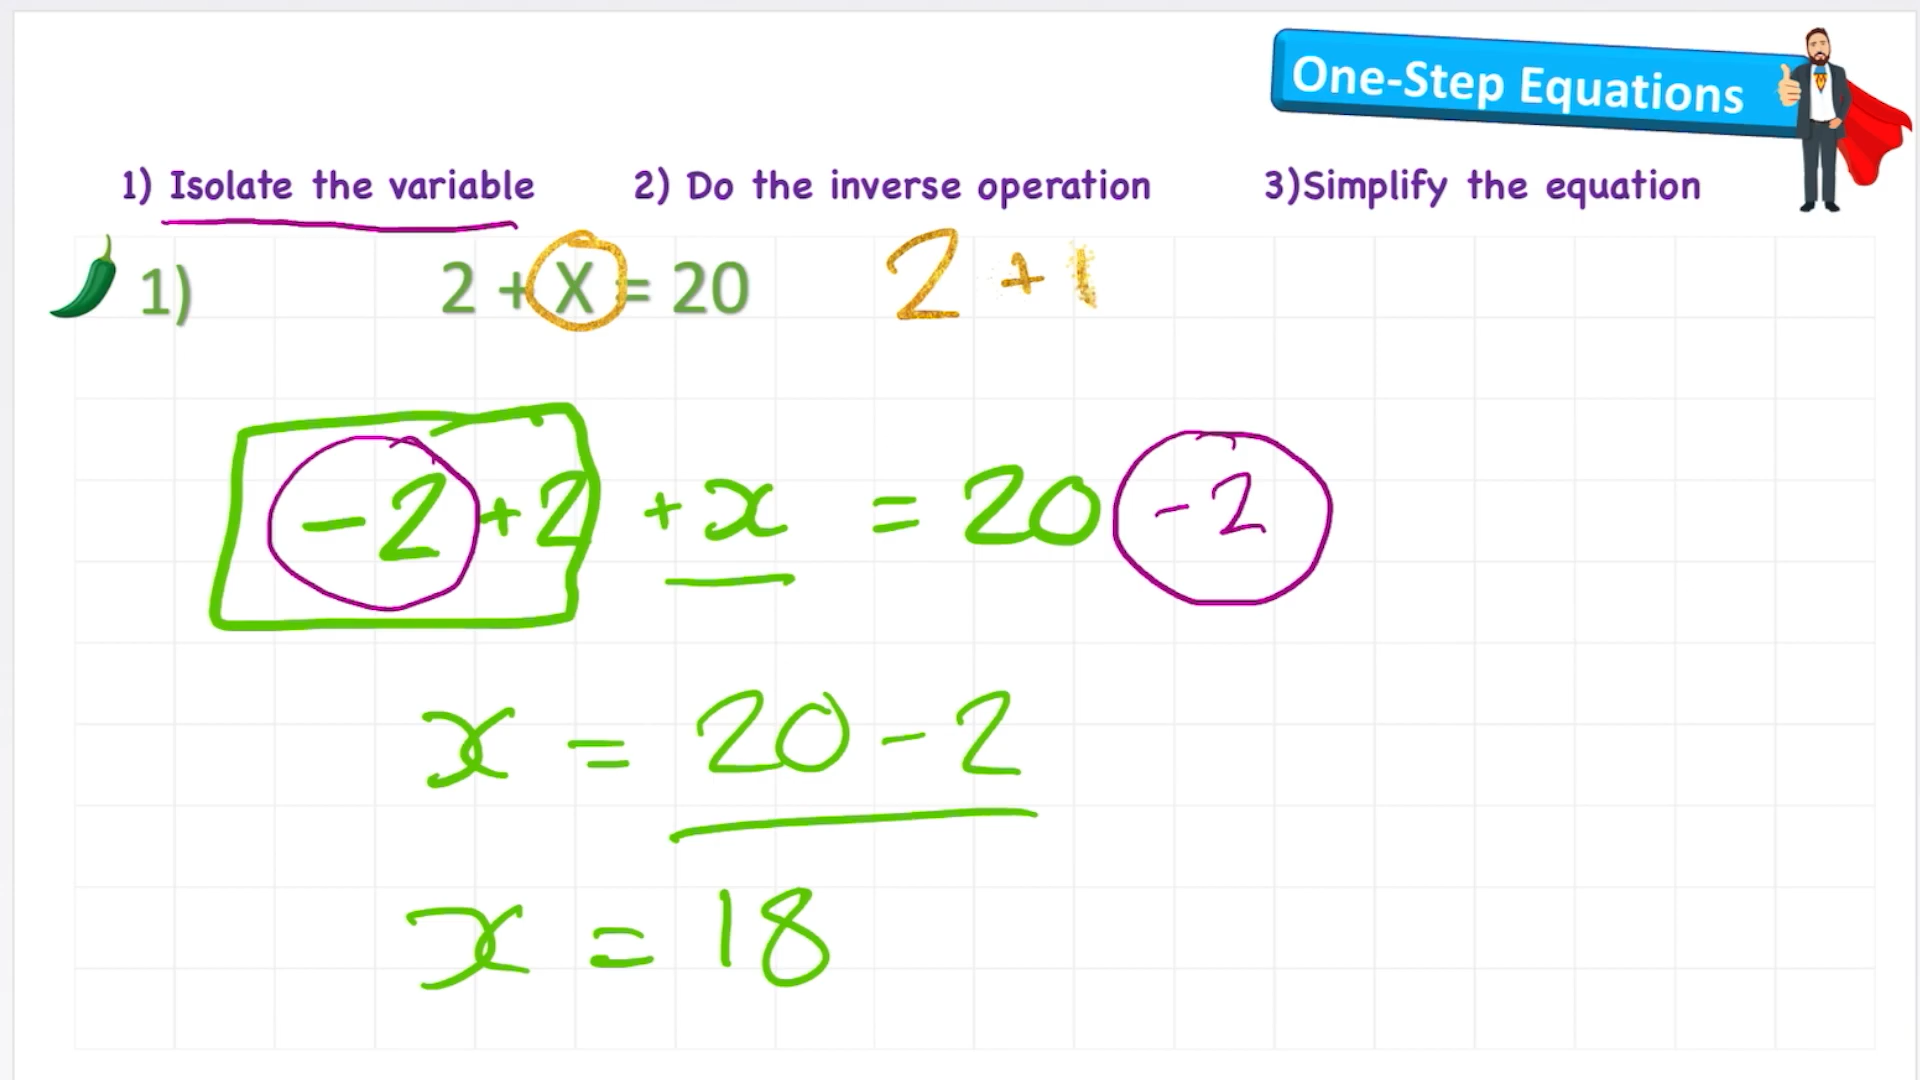 One-Step Equations
1) Isolate the variable 2) Do the inverse operation 3)Simplify the equation
1) 2 + X = 20 2 + 1
-2 + 2 + x = 20 - 2
x = 20 - 2
x = 18